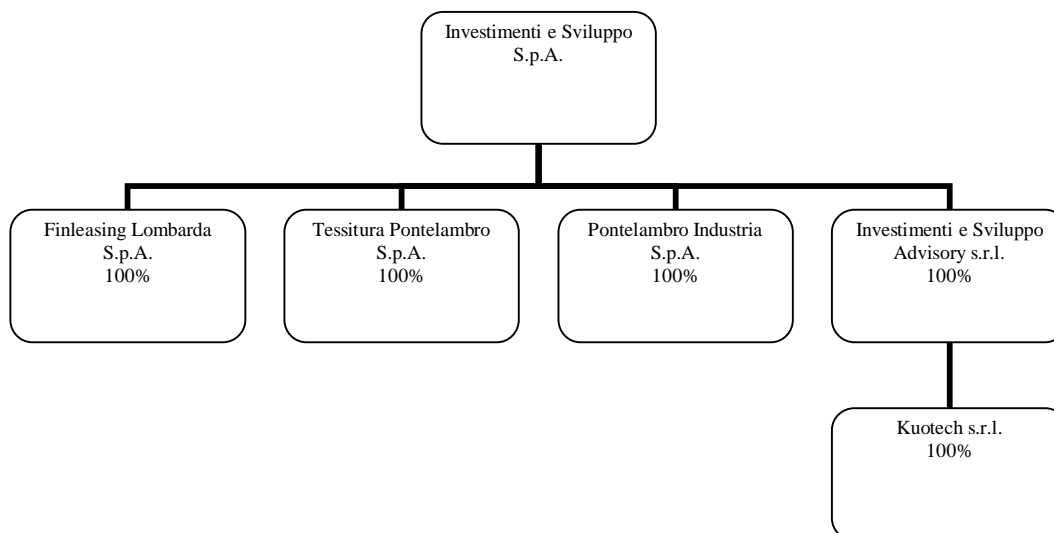 Investimenti e Sviluppo
S.p.A.
Finleasing Lombarda
S.p.A.
100%
Tessitura Pontelambro
S.p.A.
100%
Pontelambro Industria
S.p.A.
100%
Investimenti e Sviluppo
Advisory s.r.l.
100%
Kuotech s.r.l.
100%